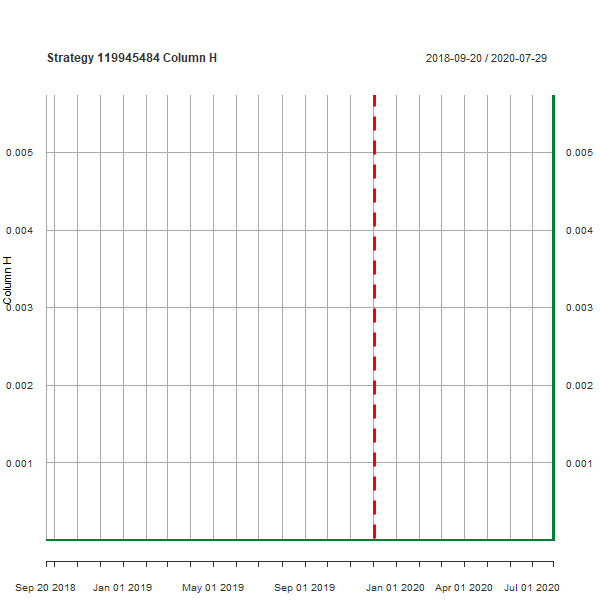 Strategy 119945484 Column H
2018-09-20 / 2020-07-29
0.005
0.005
0.004
0.004
Column H
0.003
0.003
0.002
0.002
0.001
0.001
Sep 20 2018
Jan 01 2019
May 01 2019
Sep 01 2019
Jan 01 2020
Apr 01 2020
Jul 01 2020